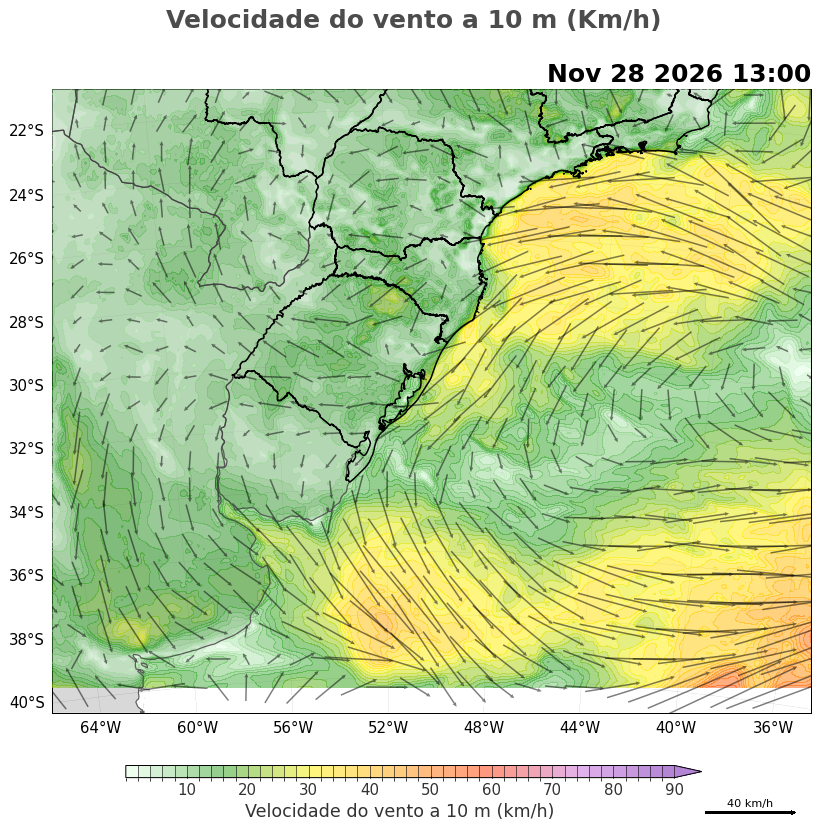 Velocidade do vento a 10 m (Km/h)
Nov 28 2026 13:00
22°S
24°S
26°S
28°S
30°S
32°S
34°S
36°S
38°S
40°S
64°W 60°W 56°W 52°W 48°W 44°W 40°W 36°W
10 20 30 40 50 60 70 80 90
Velocidade do vento a 10 m (km/h)
40 km/h